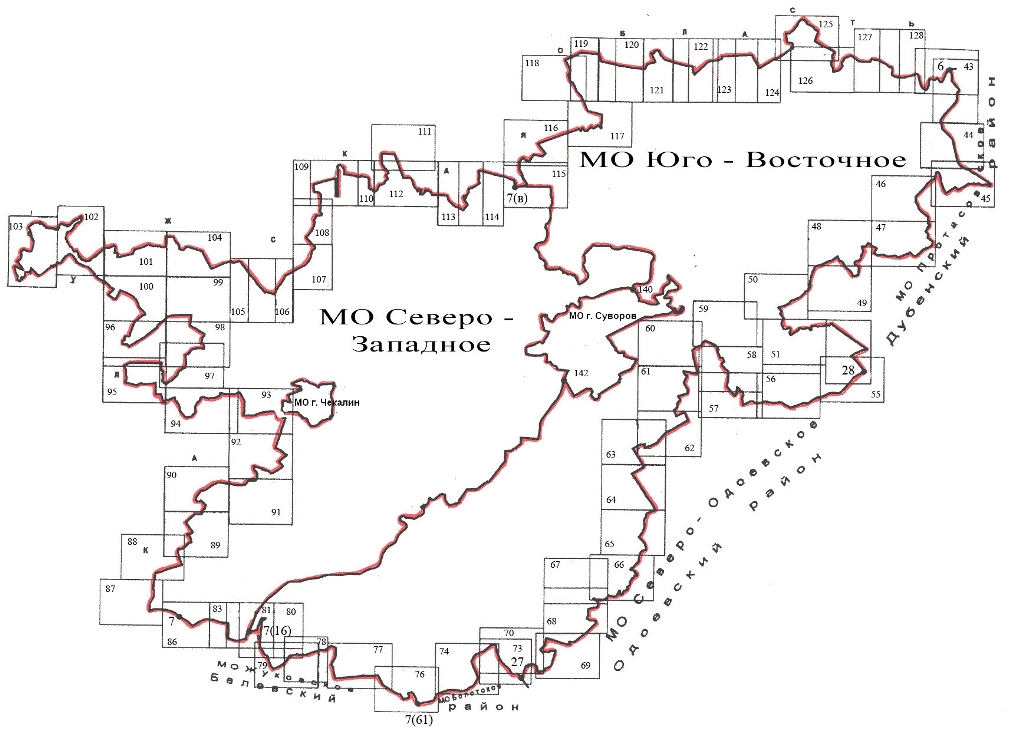 С
125
Т
Ь
127
128
О
119
Б
120
Л
122
А
118
6
43
126
121
123
124
район
111
116
Я
117
44
МО Юго - Восточное
К
109
110
112
А
113
114
115
7(в)
46
45
102
103
Ж
104
С
108
48
47
МО Протасовское
Дубенский
У
101
100
99
107
105
106
50
49
140
МО Северо -
Западное
МО г. Суворов
96
98
59
60
51
58
Л
97
95
61
142
56
28
55
93
МО г. Чекалин
94
57
92
62
63
А
90
91
64
89
65
88
К
87
67
66
МО Северо-Одоевское
район
Одоевский
83
81
80
68
7
86
7(16)
70
78
77
74
73
27
69
79
76
МО Жуковское
Белевский
МО Болотское
район
7(61)